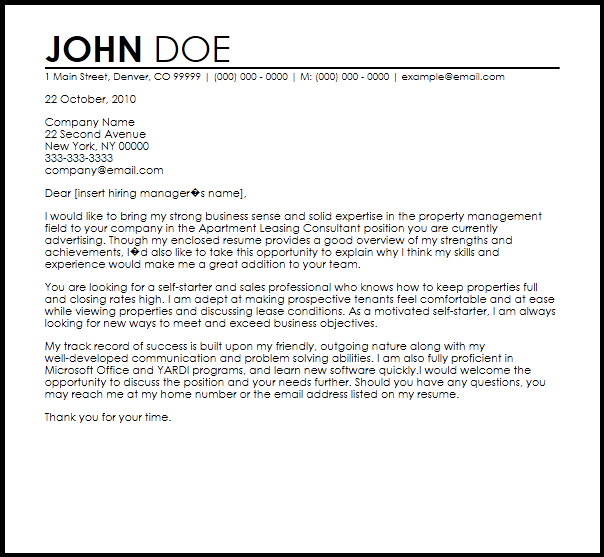 JOHN DOE
1 Main Street, Denver, CO 99999 | (000) 000 - 0000 | M: (000) 000 - 0000 | example@email.com
22 October, 2010
Company Name
22 Second Avenue
New York, NY 00000
333-333-3333
company@email.com
Dear [insert hiring manager�s name],
I would like to bring my strong business sense and solid expertise in the property management
field to your company in the Apartment Leasing Consultant position you are currently
advertising. Though my enclosed resume provides a good overview of my strengths and
achievements, I�d also like to take this opportunity to explain why I think my skills and
experience would make me a great addition to your team.
You are looking for a self-starter and sales professional who knows how to keep properties full
and closing rates high. I am adept at making prospective tenants feel comfortable and at ease
while viewing properties and discussing lease conditions. As a motivated self-starter, I am always
looking for new ways to meet and exceed business objectives.
My track record of success is built upon my friendly, outgoing nature along with my
well-developed communication and problem solving abilities. I am also fully proficient in
Microsoft Office and YARDI programs, and learn new software quickly.I would welcome the
opportunity to discuss the position and your needs further. Should you have any questions, you
may reach me at my home number or the email address listed on my resume.
Thank you for your time.